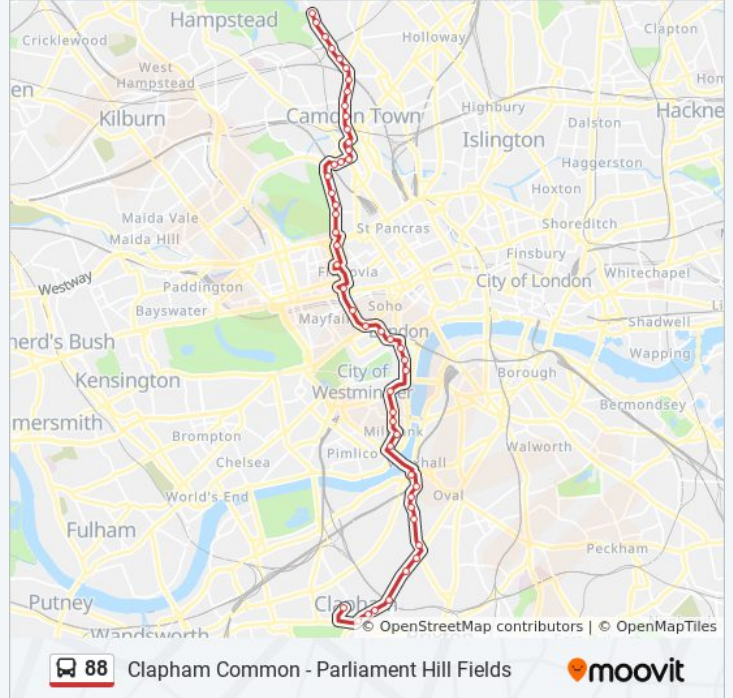 Hampstead
Cricklewood
Holloway
Clapton
West
Hampstead
en
Hom
Kilburn
Camden Town
Highbury
Hackne
Dalston
Islington
Haggerston
Hoxton
Maida Vale
Maida Hill
St Pancras
Shoreditch
Finsbury
Westway
Fitzrovia
City of London
Whitechapel
Paddington
Bayswater
Soho
Mayfair
Li
London
Shadwell
herd's Bush
Wapping
Kensington
City of
Westminster
Borough
Bermondsey
mersmith
Brompton
Millbank
Chelsea
Pimlico
hall
Walworth
World's End
Oval
Fulham
Peckham
Putney
Clapham
Wandsworth
© OpenStreetMap contributors | © OpenMapTiles
88 Clapham Common - Parliament Hill Fields
moovit